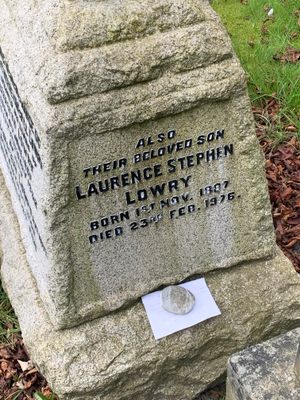 ALSO
THEIR BELOVED SON
LAURENCE STEPHEN
LOWRY
BORN 1ST NOV. 1887
DIED 23RD FEB. 1976.